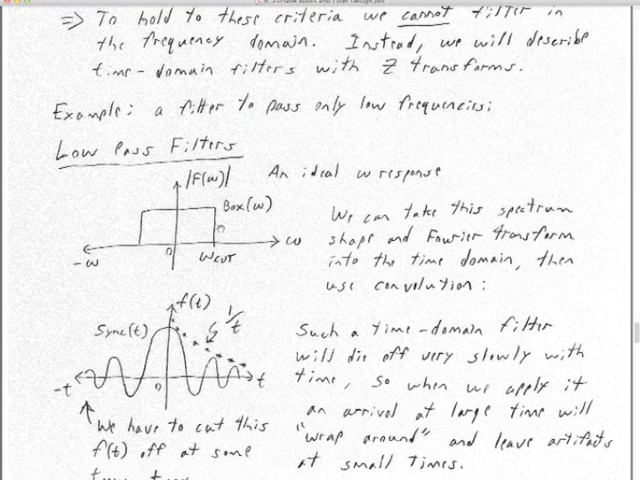 ⇒ To hold to these criteria we cannot filter in
the frequency domain. Instead, we will describe
time-domain filters with Z transforms.
Example: a filter to pass only low frequencies:
Low Pass Filters
An ideal ω response
|F(ω)|
Box(ω)
-ω
0
0
ω
ωCUT
We can take this spectrum
shape and Fourier transform
into the time domain, then
use convolution:
f(t)
1/t
Sync(t)
-t
0
t
Such a time-domain filter
will die off very slowly with
time, so when we apply it
an arrival at large time will
"wrap around" and leave artifacts
at small times.
We have to cut this
f(t) off at some